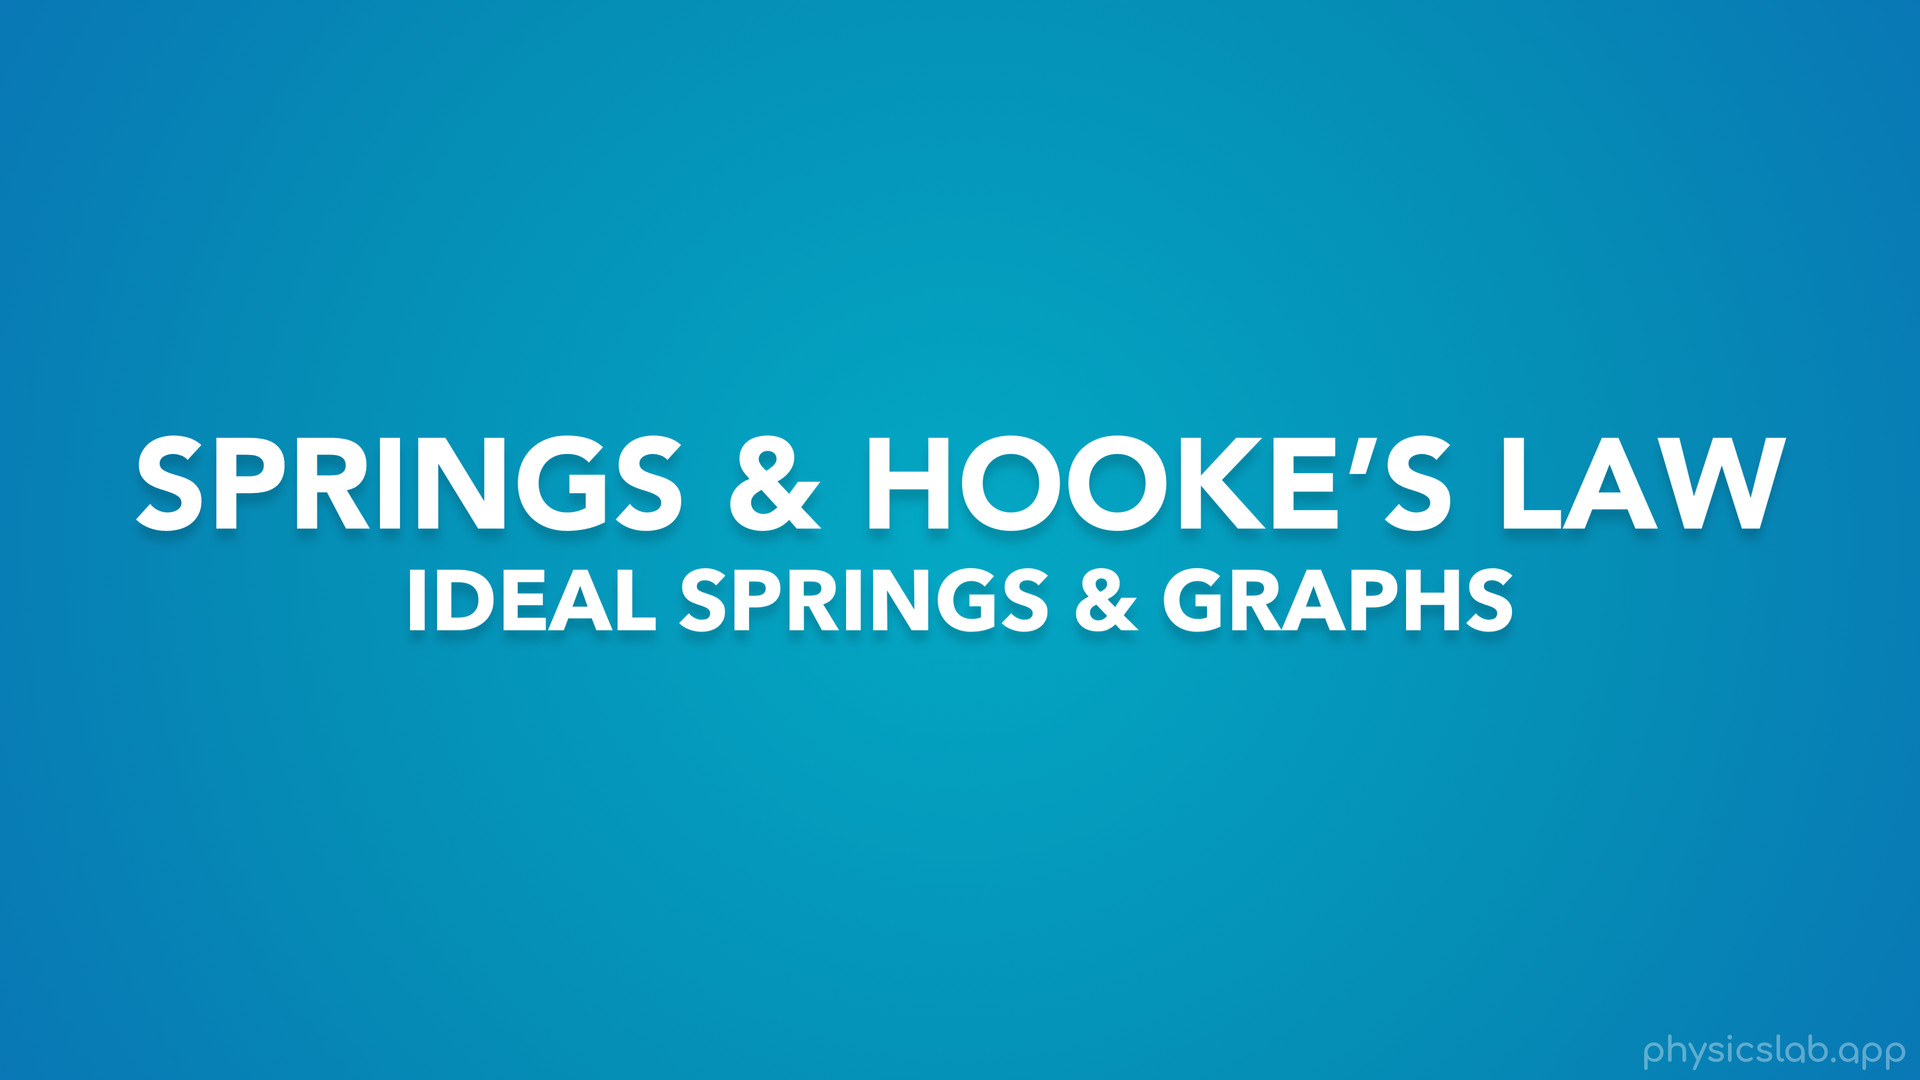 SPRINGS & HOOKE’S LAW
IDEAL SPRINGS & GRAPHS
physicslab.app